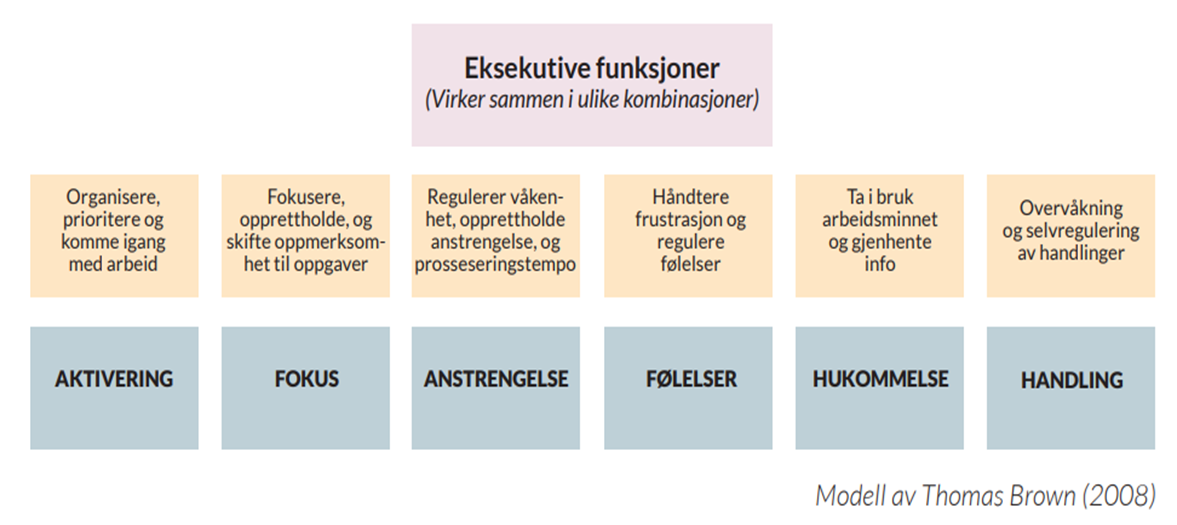 Eksekutive funksjoner
(Virker sammen i ulike kombinasjoner)
Organisere,
prioritere og
komme igang
med arbeid
Fokusere,
opprettholde, og
skifte oppmerksom-
het til oppgaver
Regulerer våken-
het, opprettholde
anstrengelse, og
prosseseringstempo
Håndtere
frustrasjon og
regulere
følelser
Ta i bruk
arbeidsminnet
og gjenhente
info
Overvåkning
og selvregulering
av handlinger
AKTIVERING
FOKUS
ANSTRENGELSE
FØLELSER
HUKOMMELSE
HANDLING
Modell av Thomas Brown (2008)